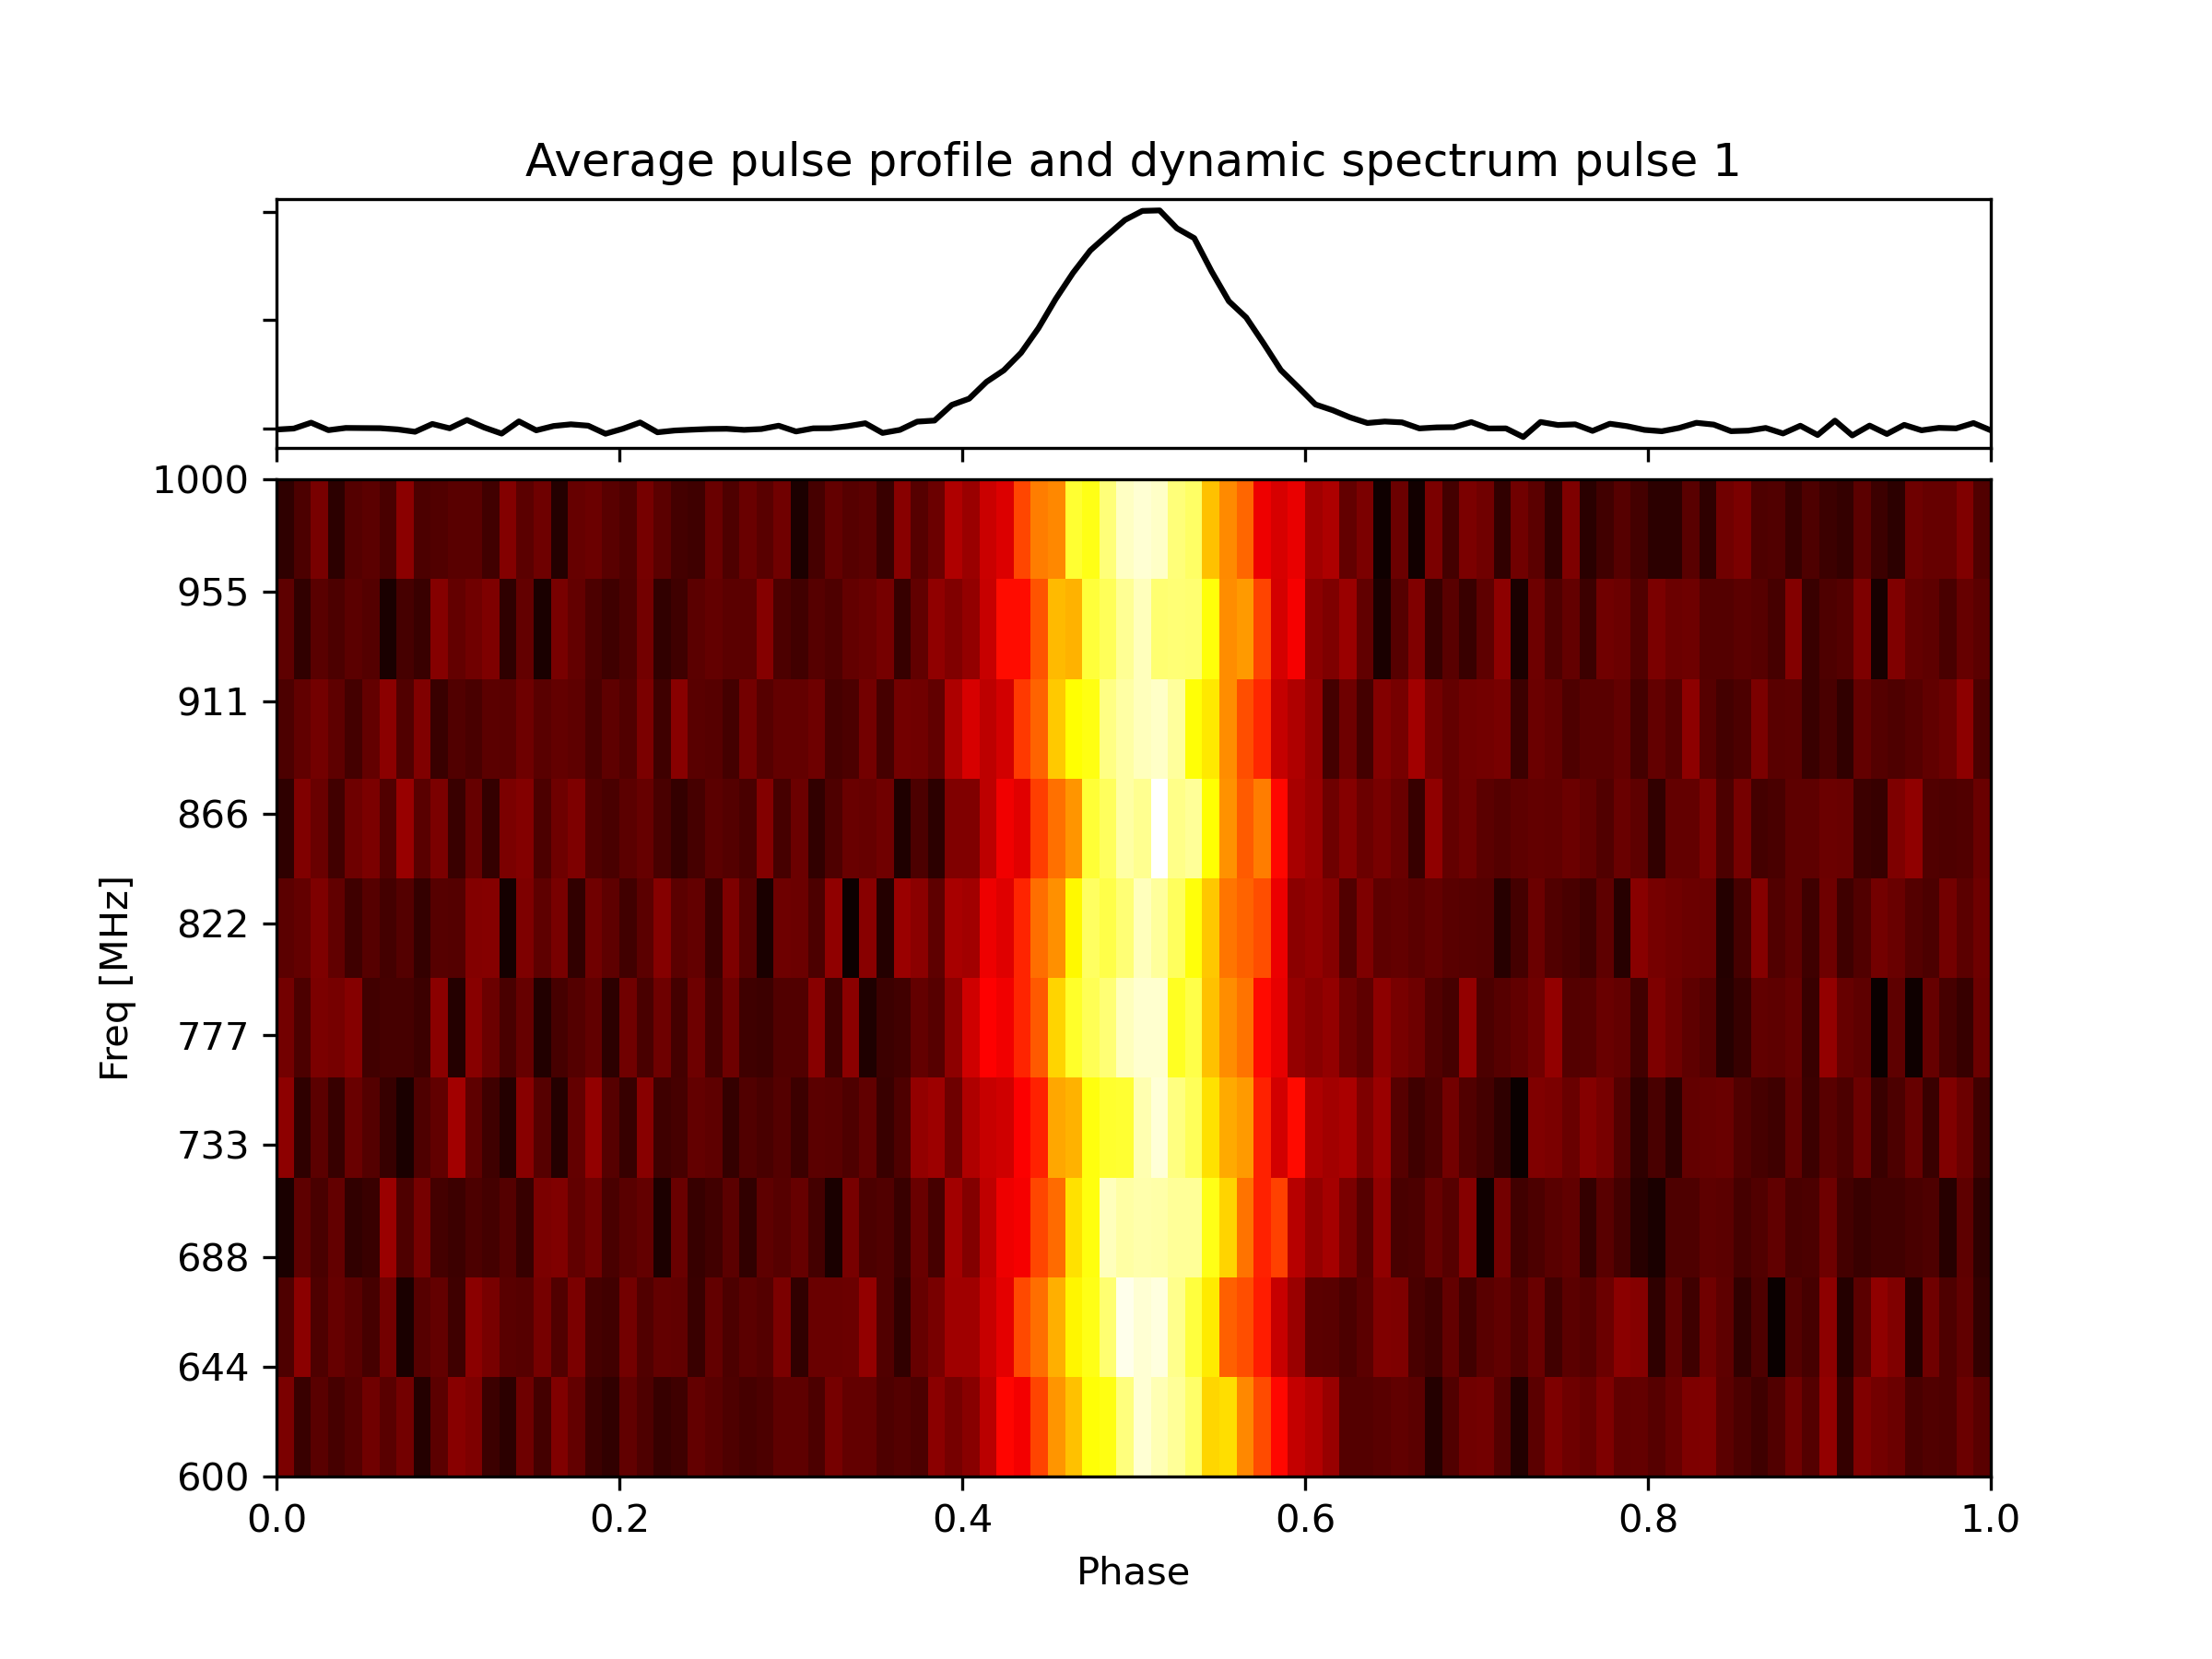 Average pulse profile and dynamic spectrum pulse 1
1000
955
911
866
822
777
733
688
644
600
Freq [MHz]
0.0 0.2 0.4 0.6 0.8 1.0
Phase